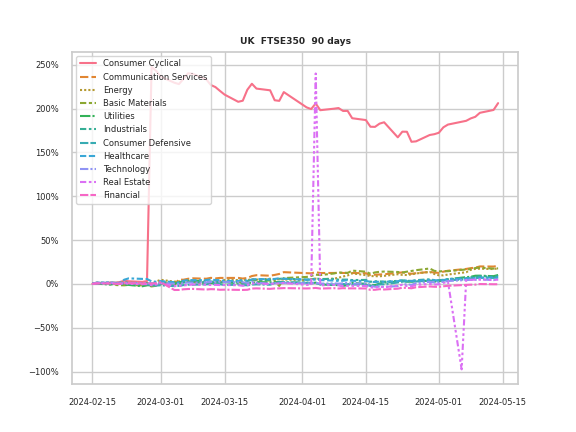 UK  FTSE350  90 days
250%
200%
150%
100%
50%
0%
−50%
−100%
Consumer Cyclical
Communication Services
Energy
Basic Materials
Utilities
Industrials
Consumer Defensive
Healthcare
Technology
Real Estate
Financial
2024-02-15
2024-03-01
2024-03-15
2024-04-01
2024-04-15
2024-05-01
2024-05-15